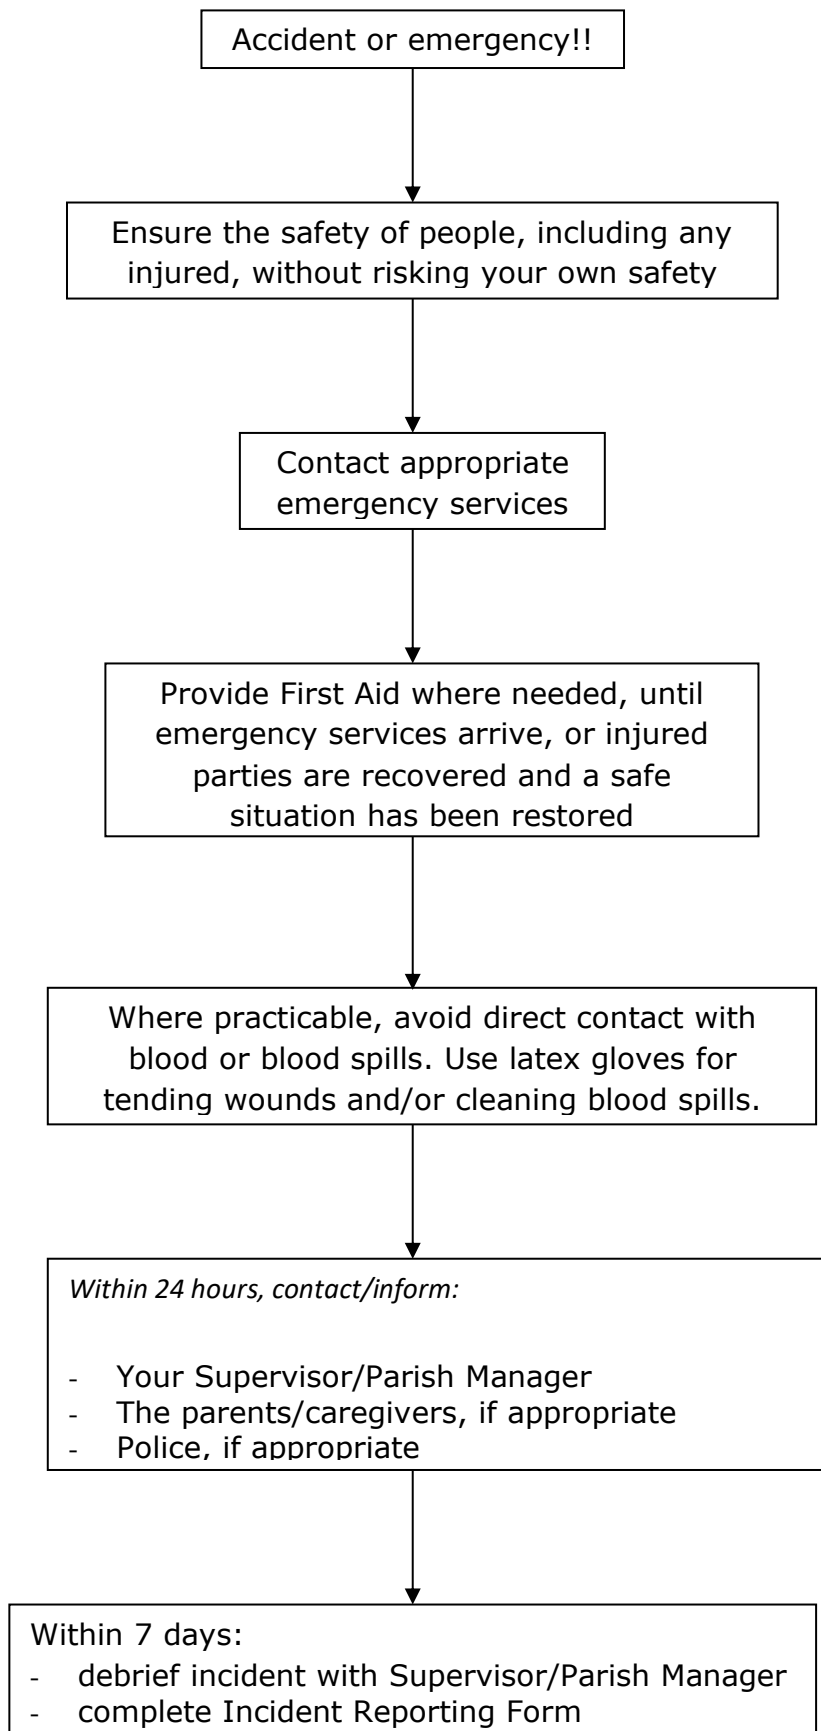 Accident or emergency!!
Ensure the safety of people, including any
injured, without risking your own safety
Contact appropriate
emergency services
Provide First Aid where needed, until
emergency services arrive, or injured
parties are recovered and a safe
situation has been restored
Where practicable, avoid direct contact with
blood or blood spills. Use latex gloves for
tending wounds and/or cleaning blood spills.
Within 24 hours, contact/inform:
- Your Supervisor/Parish Manager
- The parents/caregivers, if appropriate
- Police, if appropriate
Within 7 days:
- debrief incident with Supervisor/Parish Manager
- complete Incident Reporting Form